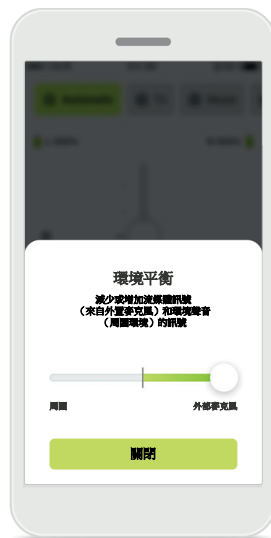 Automatic
環境平衡
減少或增加流媒體訊號
（來自外置麥克風）和環境聲音
（周圍環境）的訊號
周圍
外部麥克風
關閉